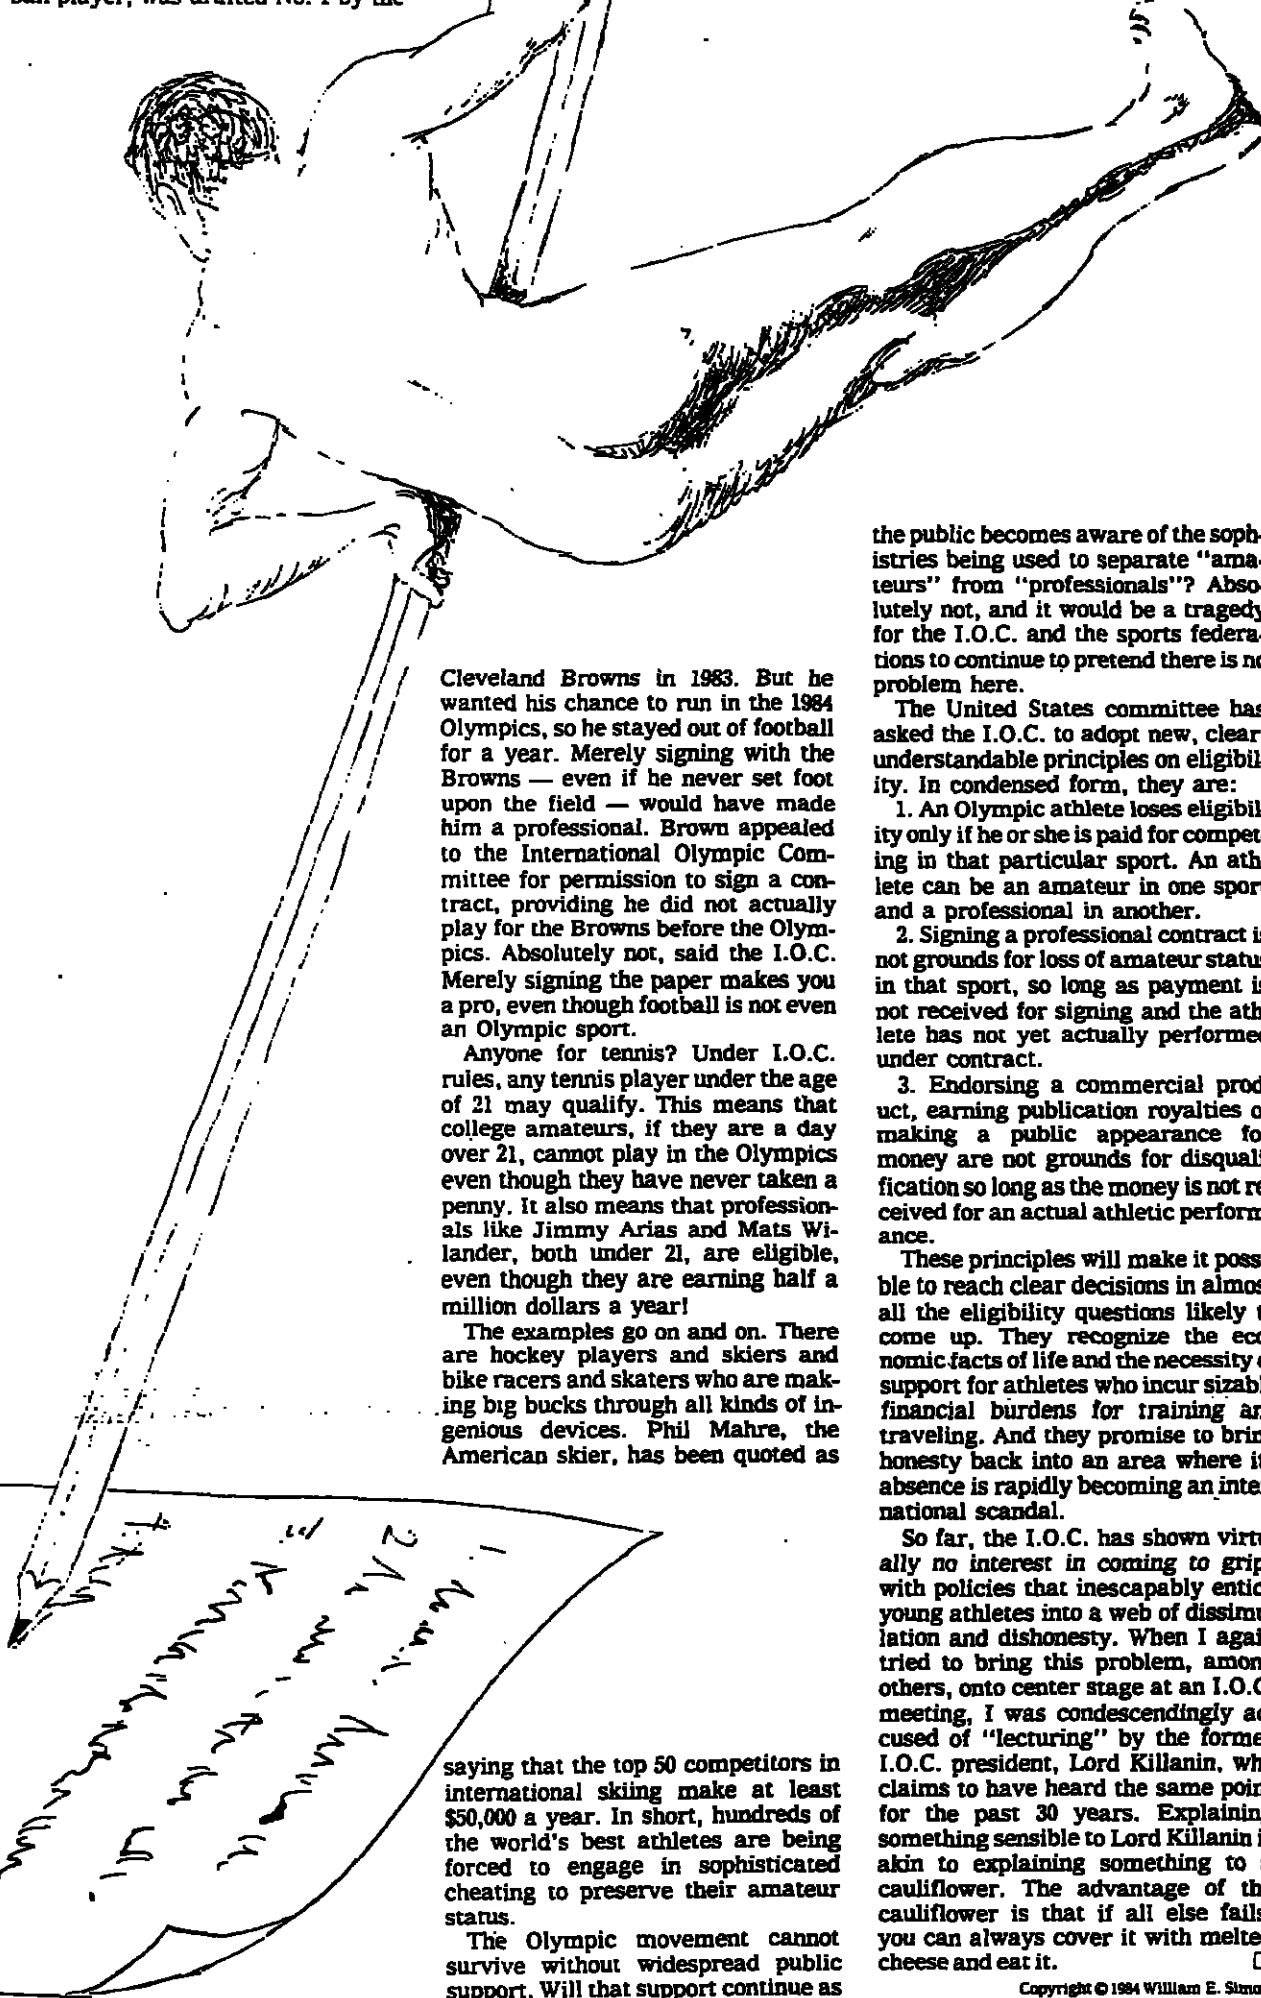 ball player, was drafted No. 1 by the
Cleveland Browns in 1983. But he
wanted his chance to run in the 1984
Olympics, so he stayed out of football
for a year. Merely signing with the
Browns — even if he never set foot
upon the field — would have made
him a professional. Brown appealed
to the International Olympic Com-
mittee for permission to sign a con-
tract, providing he did not actually
play for the Browns before the Olym-
pics. Absolutely not, said the I.O.C.
Merely signing the paper makes you
a pro, even though football is not even
an Olympic sport.
Anyone for tennis? Under I.O.C.
rules, any tennis player under the age
of 21 may qualify. This means that
college amateurs, if they are a day
over 21, cannot play in the Olympics
even though they have never taken a
penny. It also means that profession-
als like Jimmy Arias and Mats Wi-
lander, both under 21, are eligible,
even though they are earning half a
million dollars a year!
The examples go on and on. There
are hockey players and skiers and
bike racers and skaters who are mak-
ing big bucks through all kinds of in-
genious devices. Phil Mahre, the
American skier, has been quoted as
saying that the top 50 competitors in
international skiing make at least
$50,000 a year. In short, hundreds of
the world's best athletes are being
forced to engage in sophisticated
cheating to preserve their amateur
status.
The Olympic movement cannot
survive without widespread public
support. Will that support continue as
the public becomes aware of the soph-
istries being used to separate "ama-
teurs" from "professionals"? Abso-
lutely not, and it would be a tragedy
for the I.O.C. and the sports federa-
tions to continue to pretend there is no
problem here.
The United States committee has
asked the I.O.C. to adopt new, clear,
understandable principles on eligibil-
ity. In condensed form, they are:
1. An Olympic athlete loses eligibil-
ity only if he or she is paid for compet-
ing in that particular sport. An ath-
lete can be an amateur in one sport
and a professional in another.
2. Signing a professional contract is
not grounds for loss of amateur status
in that sport, so long as payment is
not received for signing and the ath-
lete has not yet actually performed
under contract.
3. Endorsing a commercial prod
uct, earning publication royalties o
making a public appearance fo
money are not grounds for disquali
fication so long as the money is not re
ceived for an actual athletic perform
ance.
These principles will make it possi
ble to reach clear decisions in almos
all the eligibility questions likely t
come up. They recognize the eco
nomic facts of life and the necessity o
support for athletes who incur sizabl
financial burdens for training an
traveling. And they promise to brin
honesty back into an area where it
absence is rapidly becoming an inter
national scandal.
So far, the I.O.C. has shown virtu
ally no interest in coming to grip
with policies that inescapably entic
young athletes into a web of dissimu
lation and dishonesty. When I agai
tried to bring this problem, amon
others, onto center stage at an I.O.C
meeting, I was condescendingly ac
cused of "lecturing" by the forme
I.O.C. president, Lord Killanin, wh
claims to have heard the same poin
for the past 30 years. Explainin
something sensible to Lord Killanin i
akin to explaining something to
cauliflower. The advantage of th
cauliflower is that if all else fails
you can always cover it with melte
cheese and eat it.
Copyright © 1984 William E. Simo